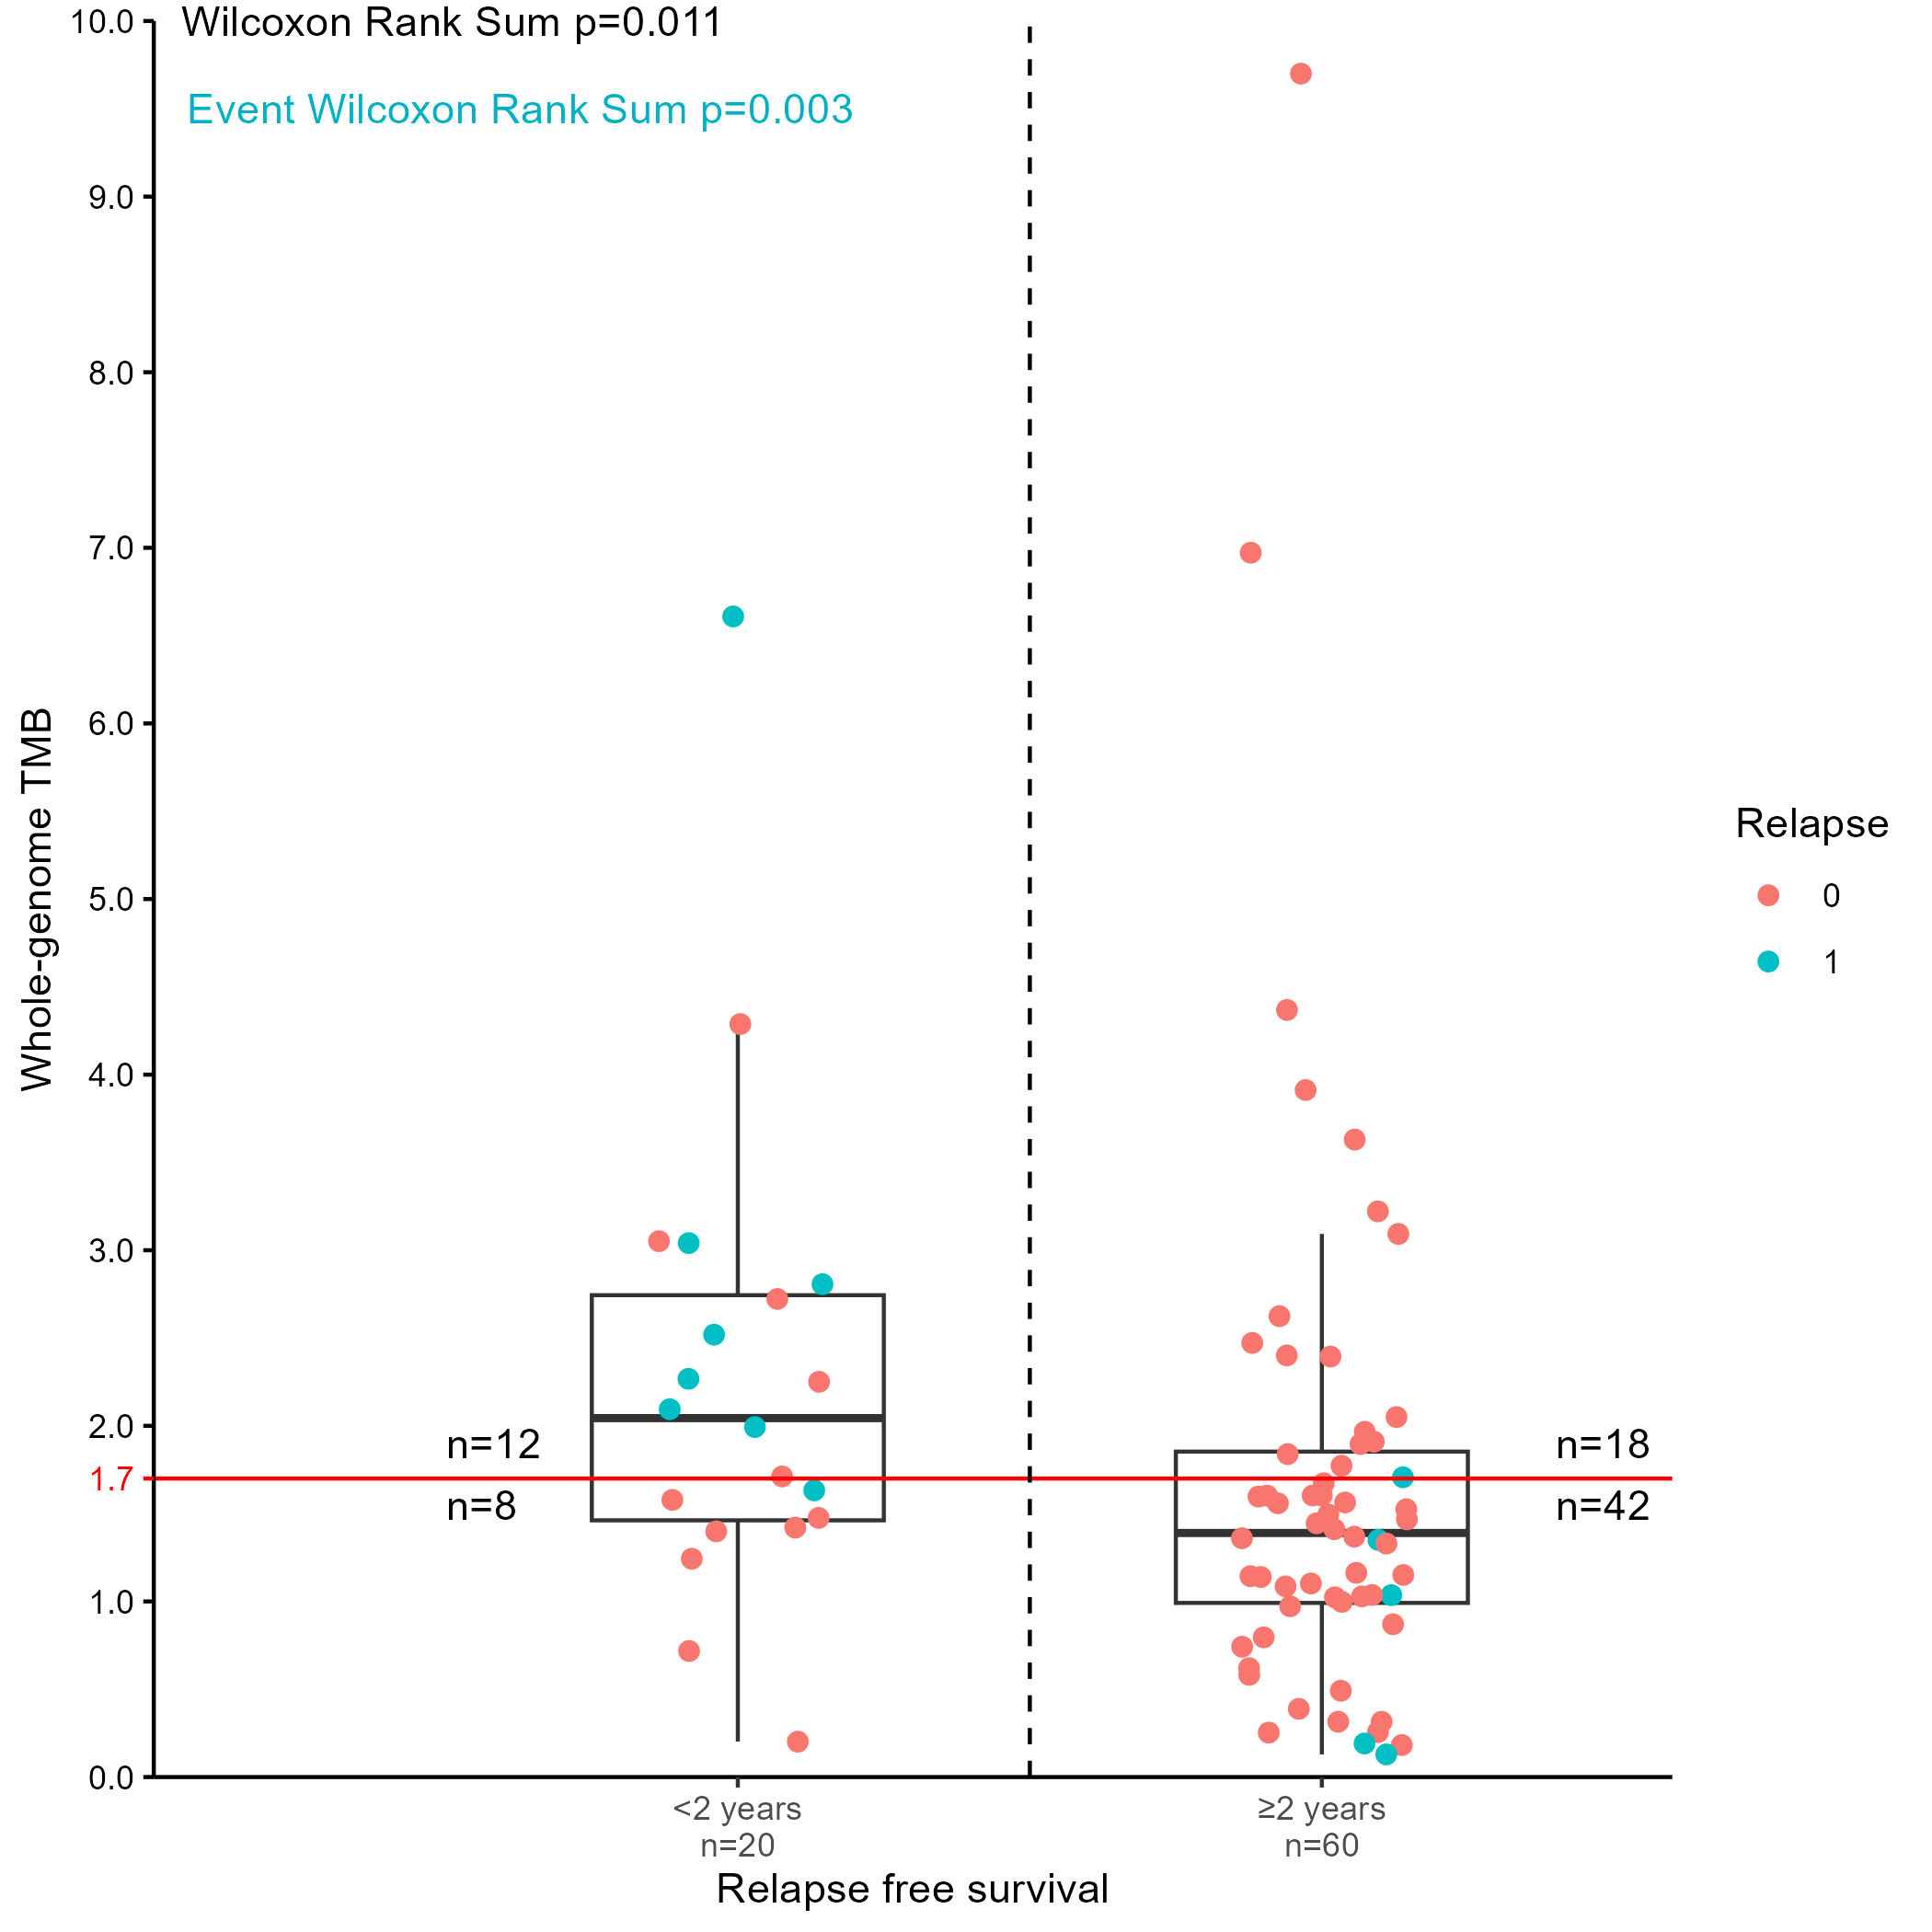 Wilcoxon Rank Sum p=0.011
Event Wilcoxon Rank Sum p=0.003
Whole-genome TMB
10.0
9.0
8.0
7.0
6.0
5.0
4.0
3.0
2.0
1.7
1.0
0.0
n=12
n=8
n=18
n=42
<2 years
n=20
≥2 years
n=60
Relapse free survival
Relapse
0
1